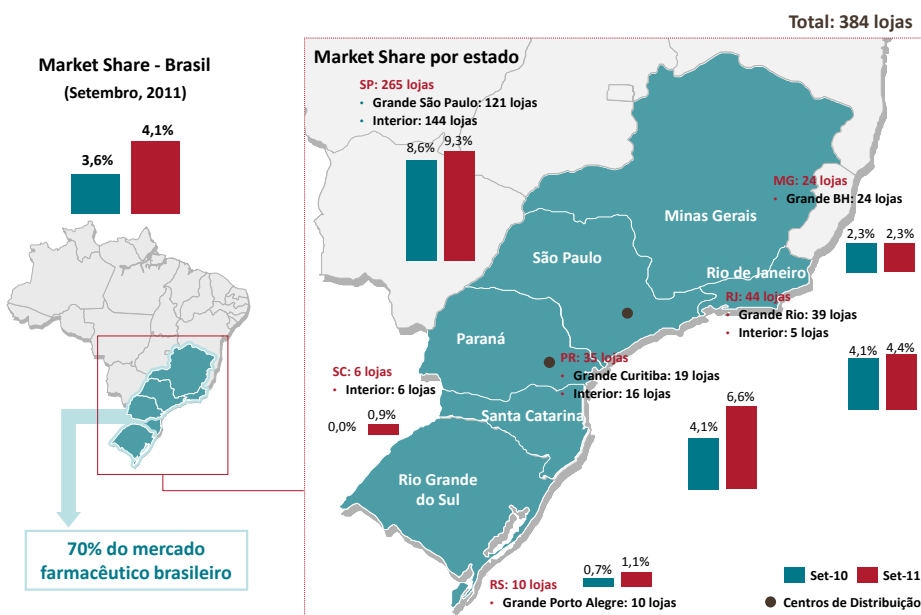 Total: 384 lojas
Market Share - Brasil
(Setembro, 2011)
3,6%
4,1%
70% do mercado
farmacêutico brasileiro
Market Share por estado
SP: 265 lojas
• Grande São Paulo: 121 lojas
• Interior: 144 lojas
8,6%
9,3%
MG: 24 lojas
• Grande BH: 24 lojas
2,3%
2,3%
Minas Gerais
São Paulo
Rio de Janeiro
RJ: 44 lojas
• Grande Rio: 39 lojas
• Interior: 5 lojas
4,1%
4,4%
Paraná
PR: 35 lojas
• Grande Curitiba: 19 lojas
• Interior: 16 lojas
4,1%
6,6%
SC: 6 lojas
• Interior: 6 lojas
0,0%
0,9%
Santa Catarina
Rio Grande
do Sul
RS: 10 lojas
• Grande Porto Alegre: 10 lojas
0,7%
1,1%
Set-10
Set-11
Centros de Distribuição